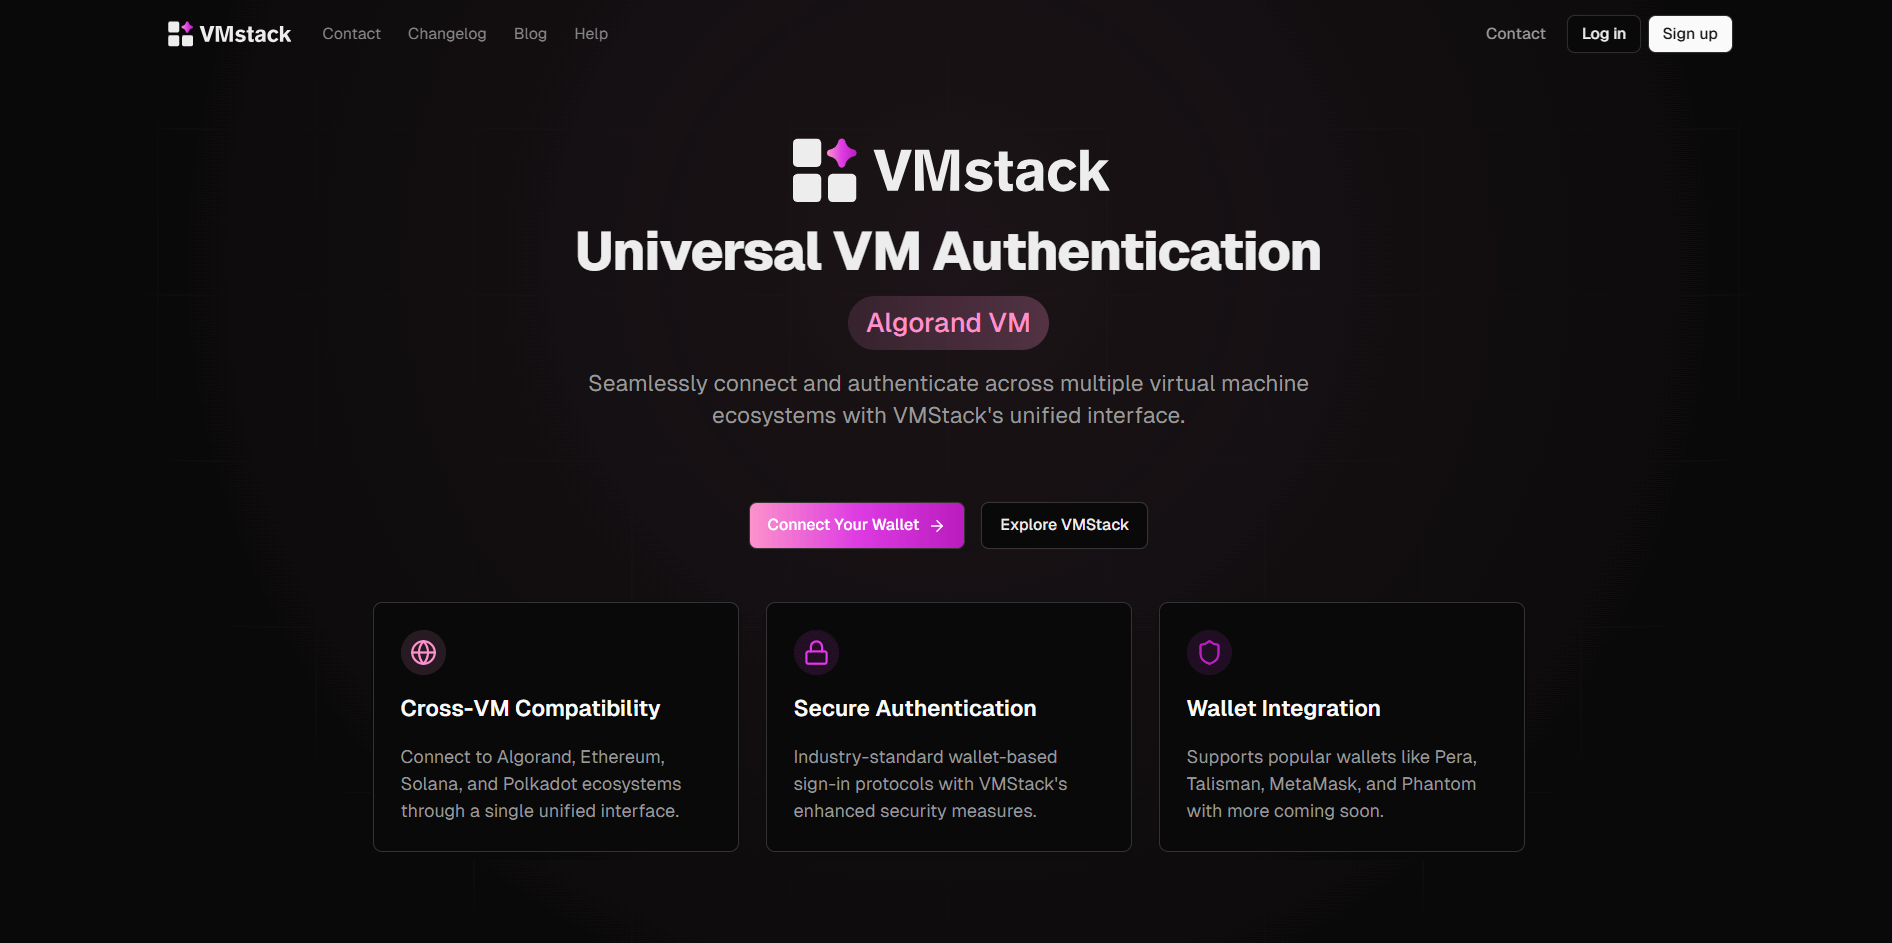 VMstack
Contact
Changelog
Blog
Help
Contact
Log in
Sign up
VMstack
Universal VM Authentication
Algorand VM
Seamlessly connect and authenticate across multiple virtual machine
ecosystems with VMStack's unified interface.
Connect Your Wallet
Explore VMStack
Cross-VM Compatibility
Connect to Algorand, Ethereum,
Solana, and Polkadot ecosystems
through a single unified interface.
Secure Authentication
Industry-standard wallet-based
sign-in protocols with VMStack's
enhanced security measures.
Wallet Integration
Supports popular wallets like Pera,
Talisman, MetaMask, and Phantom
with more coming soon.